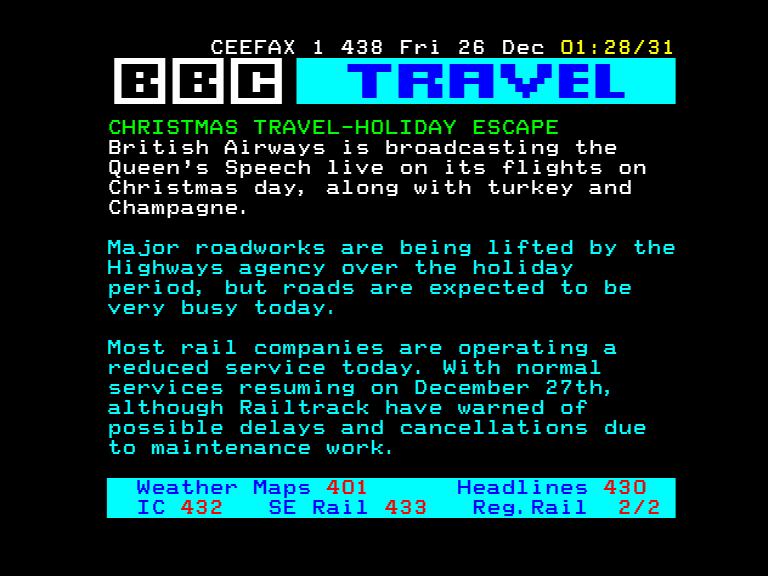 CEEFAX 1 438 Fri 26 Dec 01:28/31
BBC TRAVEL
CHRISTMAS TRAVEL-HOLIDAY ESCAPE
British Airways is broadcasting the
Queen's Speech live on its flights on
Christmas day, along with turkey and
Champagne.
Major roadworks are being lifted by the
Highways agency over the holiday
period, but roads are expected to be
very busy today.
Most rail companies are operating a
reduced service today. With normal
services resuming on December 27th,
although Railtrack have warned of
possible delays and cancellations due
to maintenance work.
Weather Maps 401 Headlines 430
IC 432 SE Rail 433 Reg.Rail 2/2